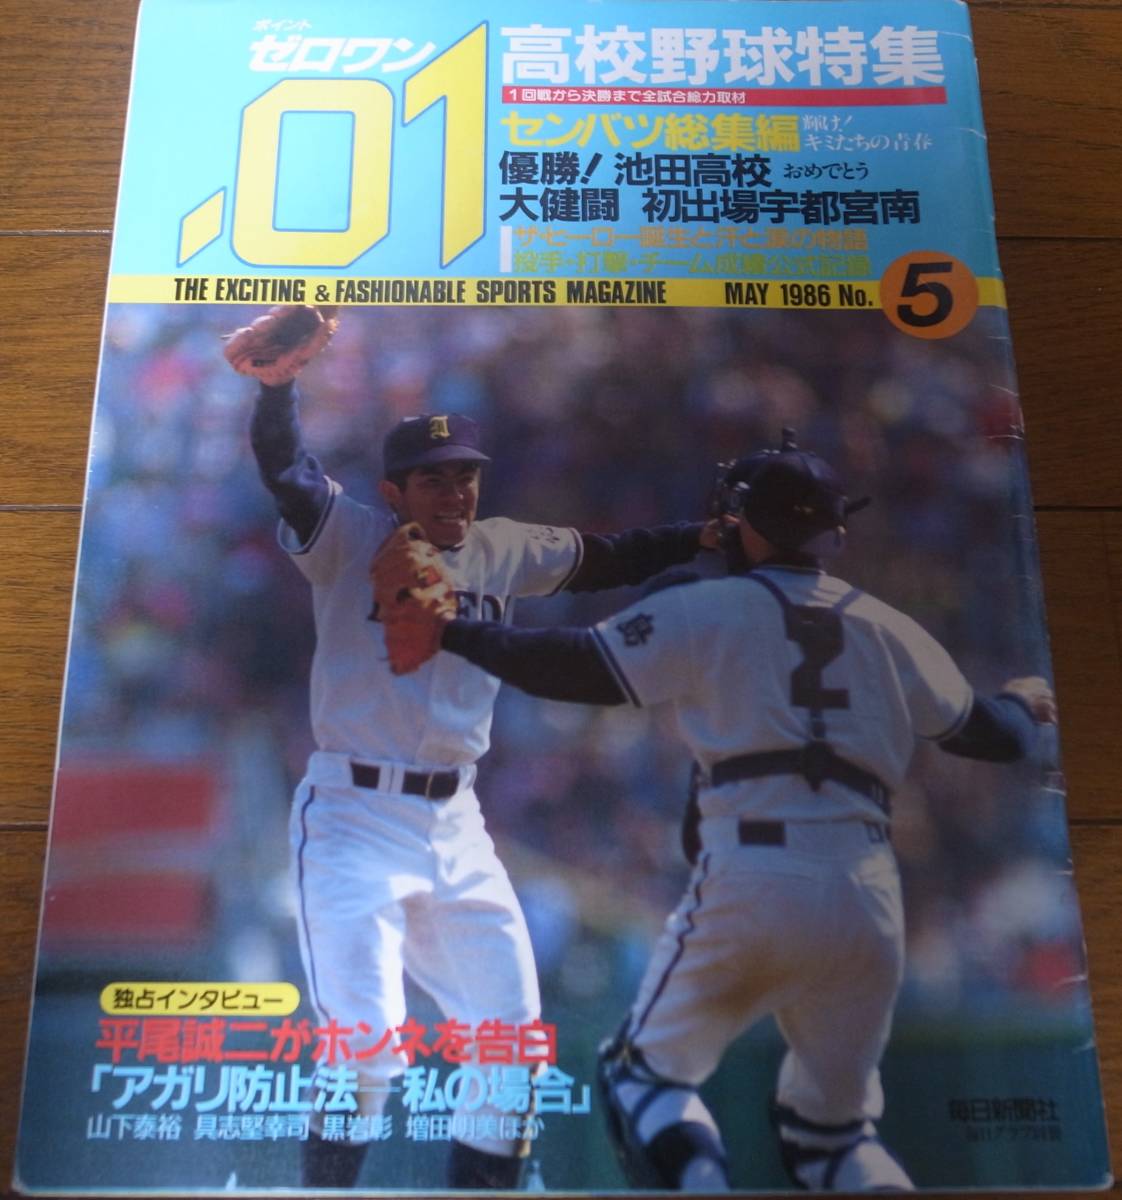 ポイント
ゼロワン
.01
高校野球特集
1回戦から決勝まで全試合総力取材
センバツ総集編
輝け!
キミたちの青春
優勝!池田高校 おめでとう
大健闘 初出場宇都宮南
ザ・ヒーロー誕生と汗と涙の物語
投手・打撃・チーム成績公式記録
THE EXCITING & FASHIONABLE SPORTS MAGAZINE MAY 1986 No. 5
I
2
独占インタビュー
平尾誠二がホンネを告白
「アガリ防止法―私の場合」
山下泰裕 具志堅幸司 黒岩彰 増田明美ほか
毎日新聞社
毎日グラフ別冊